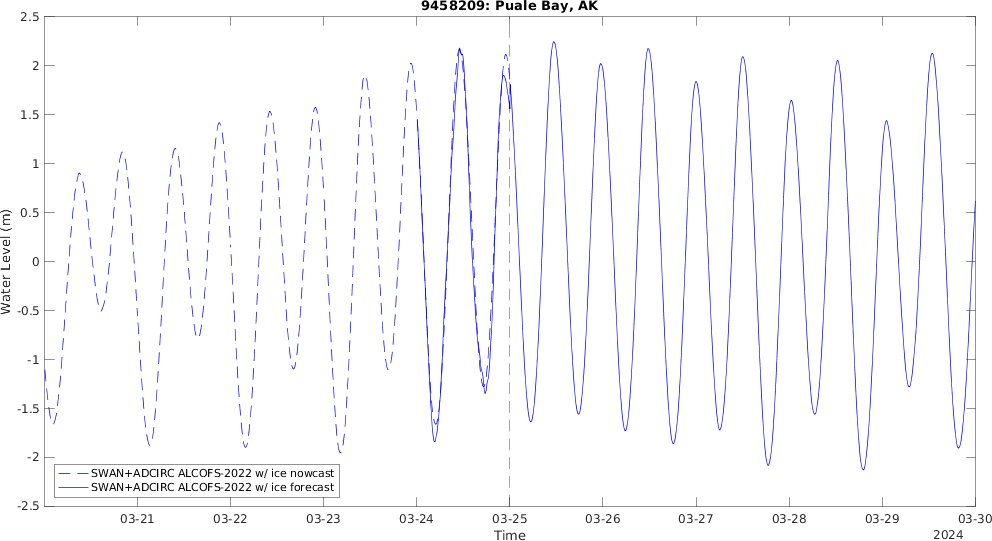 9458209: Puale Bay, AK
2.5
2
1.5
1
0.5
0
-0.5
-1
-1.5
-2
-2.5
Water Level (m)
SWAN+ADCIRC ALCOFS-2022 w/ ice nowcast
SWAN+ADCIRC ALCOFS-2022 w/ ice forecast
03-21 03-22 03-23 03-24 03-25 03-26 03-27 03-28 03-29 03-30
Time
2024